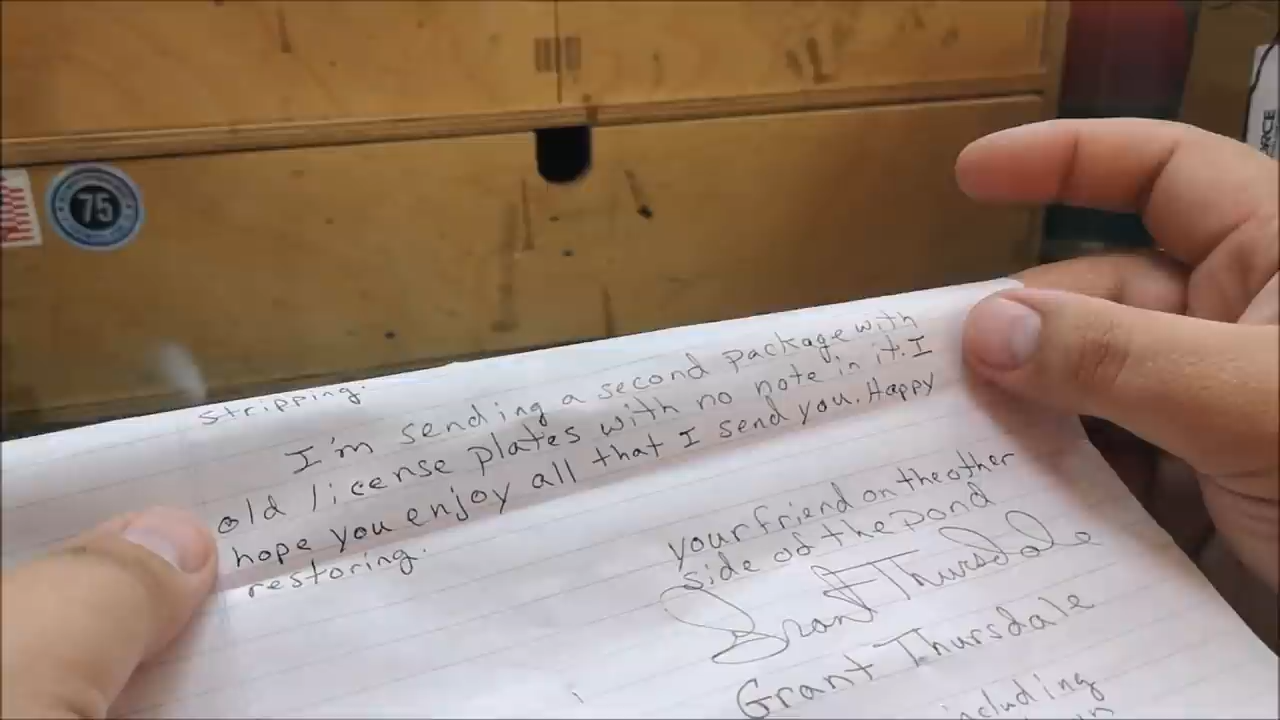 75
ORCE
stripping.
I'm sending a second package with
old license plates with no note in it. I
hope you enjoy all that I send you. Happy
restoring.
your friend on the other
side of the pond
Grant Thursdale
Grant Thursdale
including